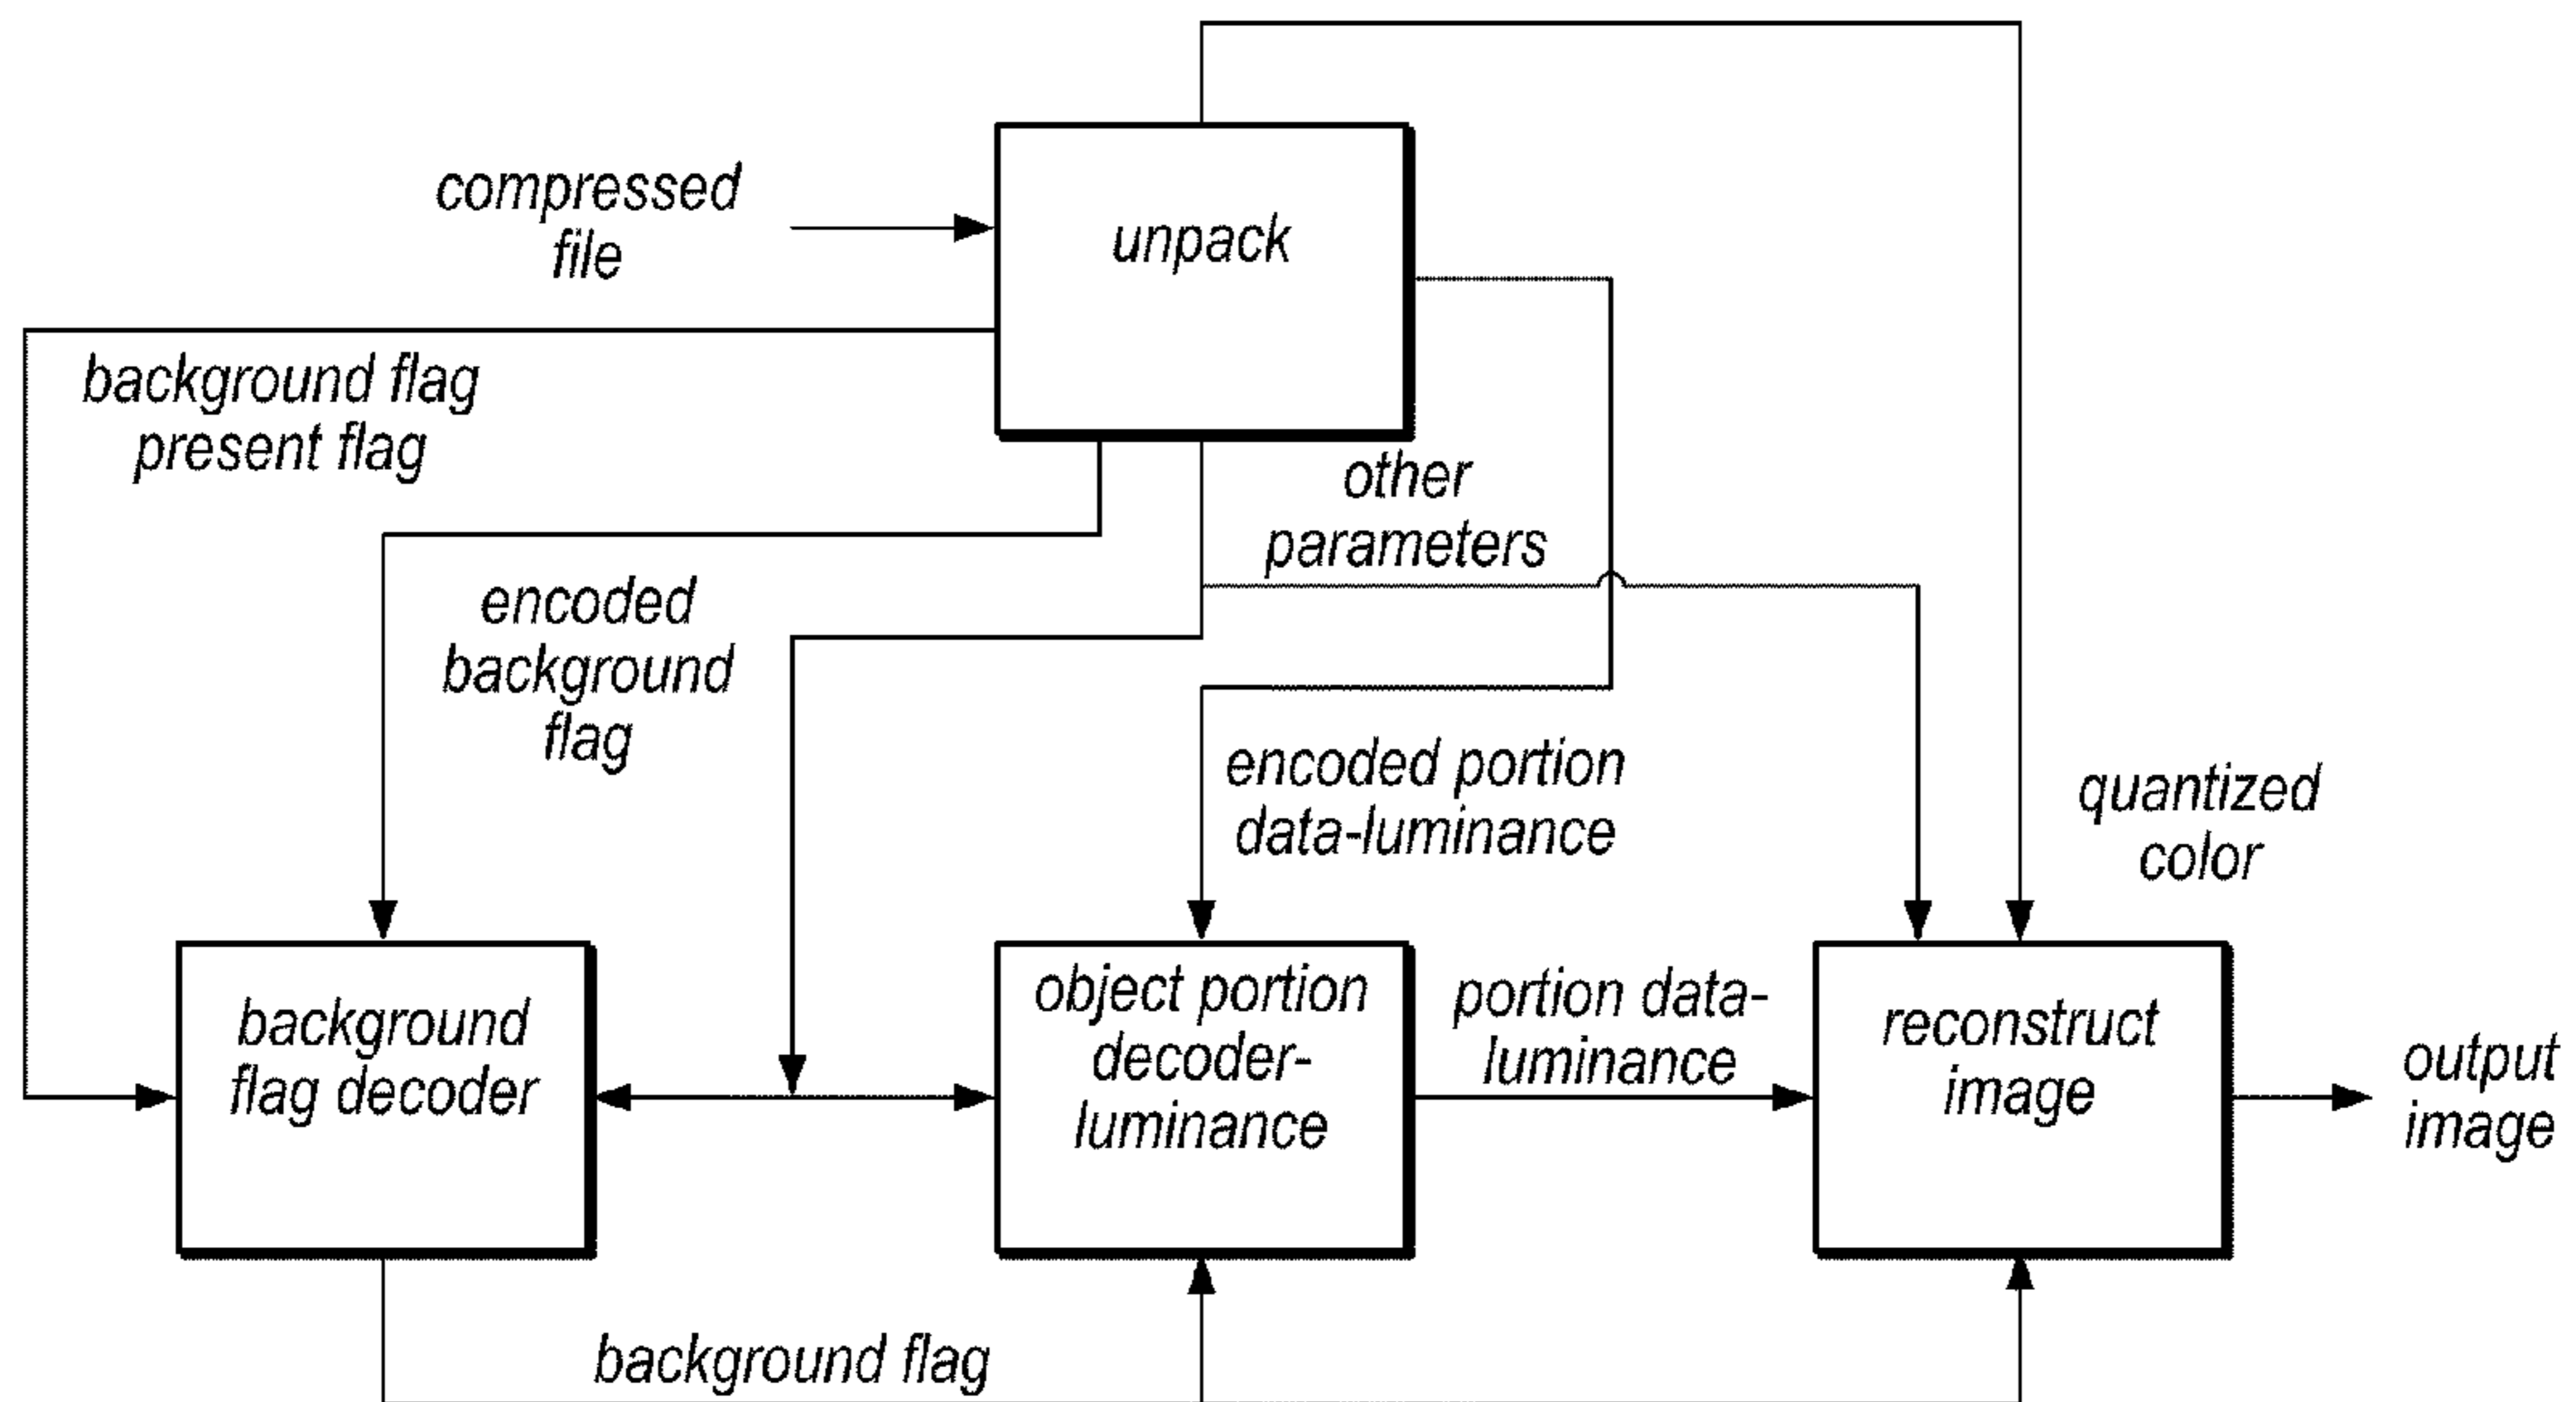 compressed
file
unpack
background flag
present flag
other
parameters
encoded
background
flag
encoded portion
data-luminance
quantized
color
background
flag decoder
object portion
decoder-
luminance
portion data-
luminance
reconstruct
image
output
image
background flag